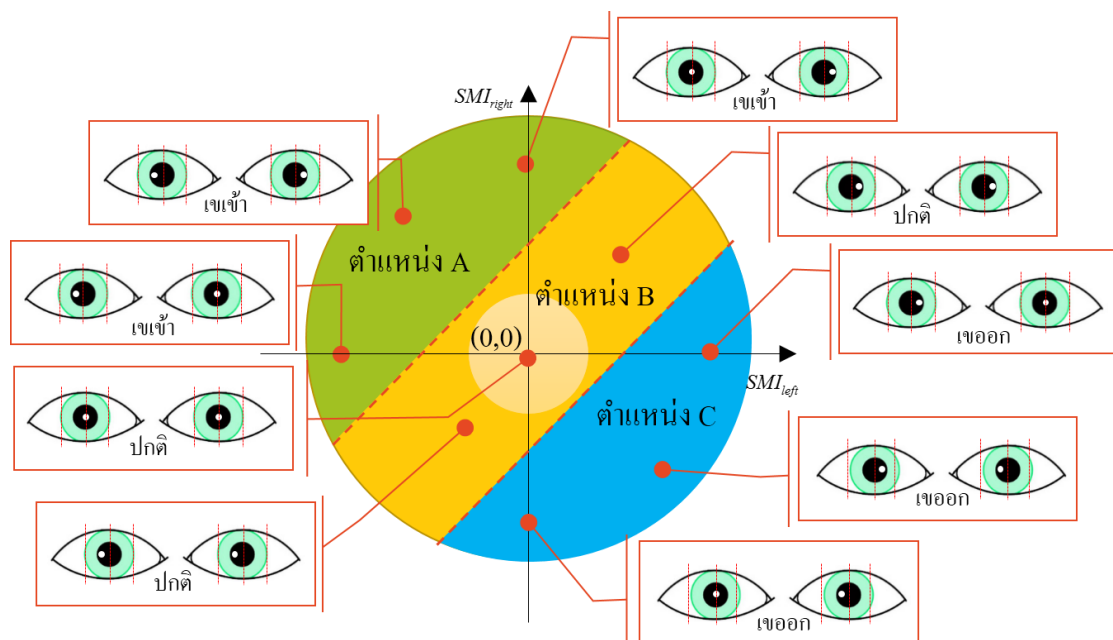 SMIright
เขเข้า
เขเข้า
ปกติ
ตำแหน่ง A
เขเข้า
ตำแหน่ง B
เขออก
(0,0)
SMIleft
ปกติ
ตำแหน่ง C
เขออก
ปกติ
เขออก